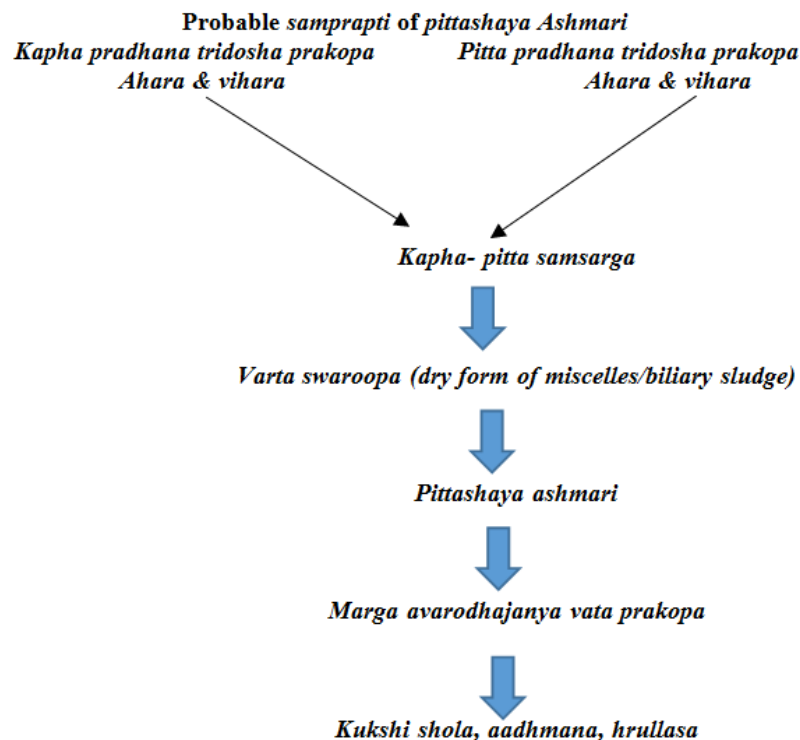 Probable samprapti of pittashaya Ashmari
Kapha pradhana tridosha prakopa
Ahara & vihara
Pitta pradhana tridosha prakopa
Ahara & vihara
Kapha- pitta samsarga
Varta swaroopa (dry form of miscelles/biliary sludge)
Pittashaya ashmari
Marga avarodhajanya vata prakopa
Kukshi shola, aadhmana, hrullasa